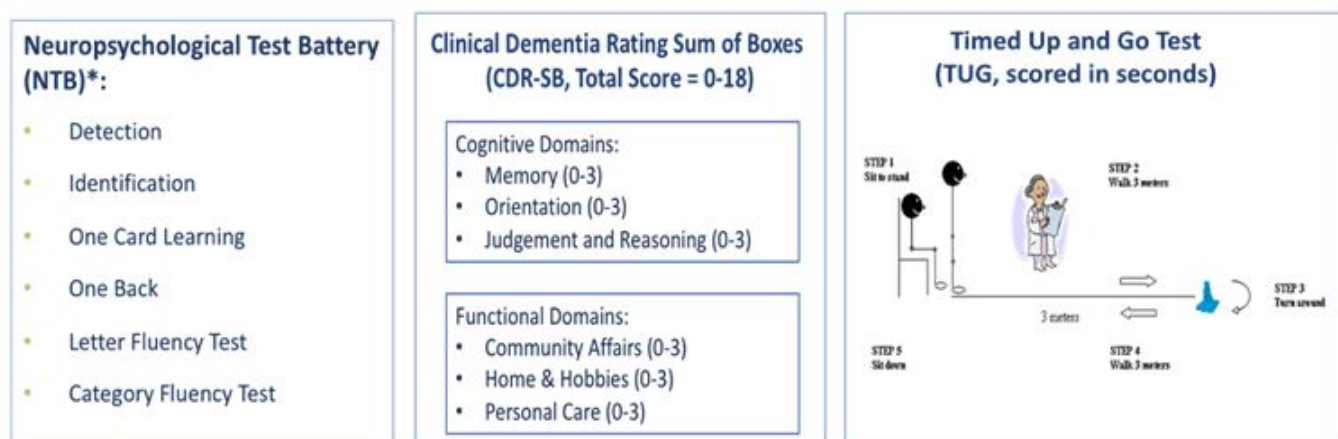 Neuropsychological Test Battery
(NTB)*:
• Detection
• Identification
• One Card Learning
• One Back
• Letter Fluency Test
• Category Fluency Test
Clinical Dementia Rating Sum of Boxes
(CDR-SB, Total Score = 0-18)
Cognitive Domains:
• Memory (0-3)
• Orientation (0-3)
• Judgement and Reasoning (0-3)
Functional Domains:
• Community Affairs (0-3)
• Home & Hobbies (0-3)
• Personal Care (0-3)
Timed Up and Go Test
(TUG, scored in seconds)
STEP 1
Sit to stand
STEP 2
Walk 3 meters
STEP 3
Turn around
3 meters
STEP 5
Sit down
STEP 4
Walk 3 meters